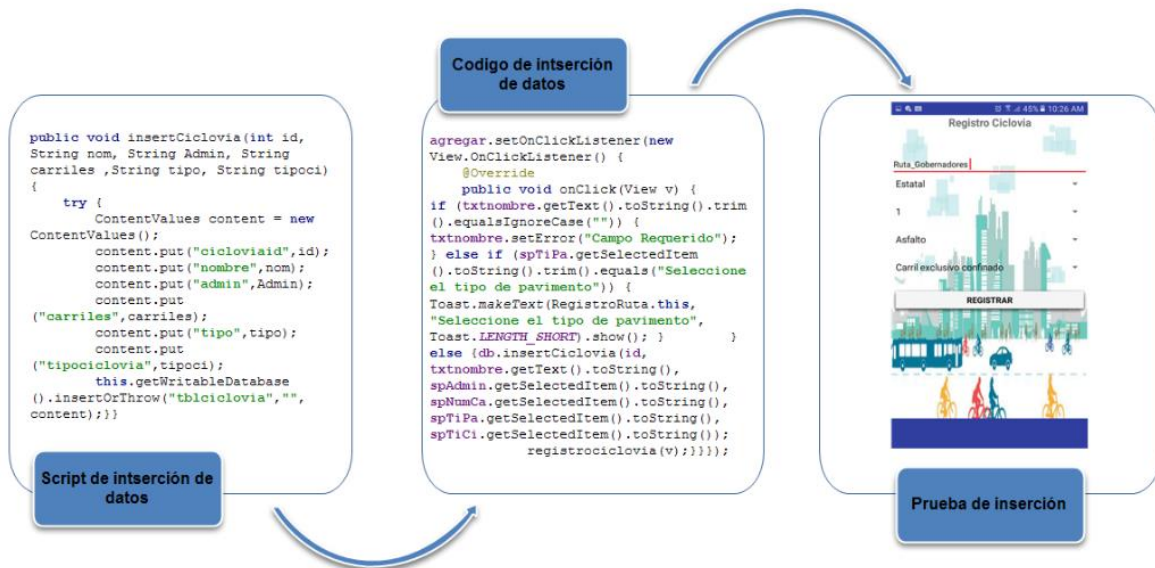 public void insertCiclovia(int id,
String nom, String Admin, String
carriles ,String tipo, String tipoci)
{
try {
ContentValues content = new
ContentValues();
content.put("cicloviaid",id);
content.put("nombre",nom);
content.put("admin",Admin);
content.put
("carriles",carriles);
content.put("tipo",tipo);
content.put
("tipociclovia",tipoci);
this.getWritableDatabase
().insertOrThrow("tblciclovia","",
content);}}
Script de intserción de
datos
Codigo de intserción
de datos
agregar.setOnClickListener(new
View.OnClickListener() {
@Override
public void onClick(View v) {
if (txtnombre.getText().toString().trim
().equalsIgnoreCase("")) {
txtnombre.setError("Campo Requerido");
} else if (spTiPa.getSelectedItem
().toString().trim().equals("Seleccione
el tipo de pavimento")) {
Toast.makeText(RegistroRuta.this,
"Seleccione el tipo de pavimento",
Toast.LENGTH_SHORT).show(); } }
else {db.insertCiclovia(id,
txtnombre.getText().toString(),
spAdmin.getSelectedItem().toString(),
spNumCa.getSelectedItem().toString(),
spTiPa.getSelectedItem().toString(),
spTiCi.getSelectedItem().toString());
registrociclovia(v);}}});
45% 10:26 AM
Registro Ciclovia
Ruta_Gobernadores
Estatal
1
Asfalto
Carril exclusivo confinado
REGISTRAR
Prueba de inserción